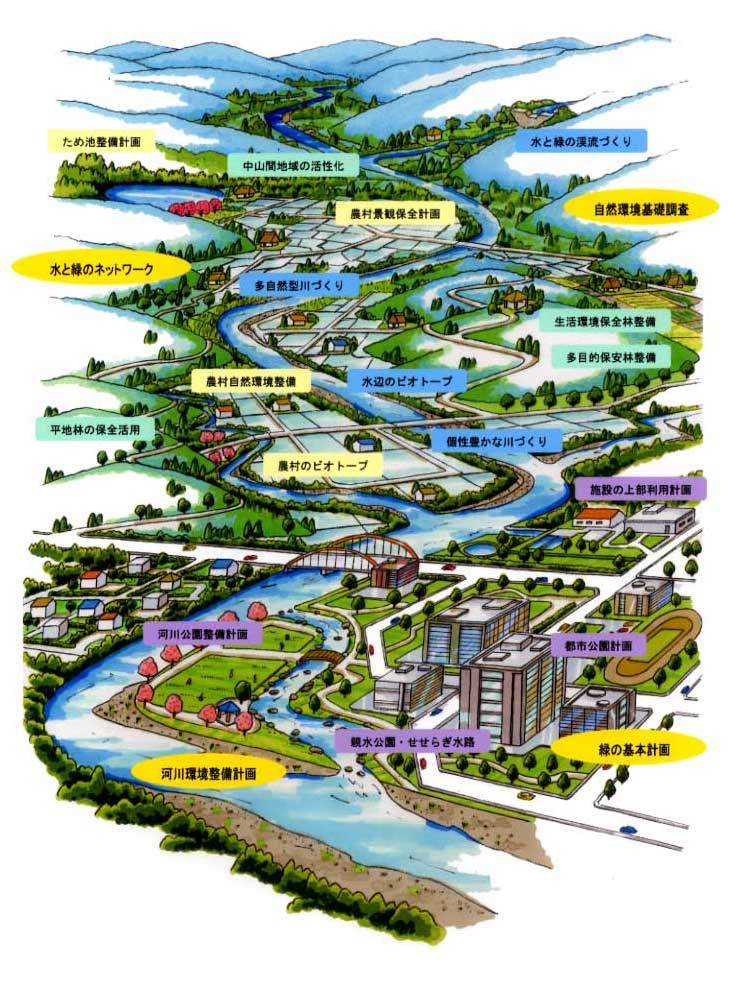 ため池整備計画
水と緑の渓流づくり
中山間地域の活性化
農村景観保全計画
自然環境基礎調査
水と緑のネットワーク
多自然型川づくり
生活環境保全林整備
多目的保安林整備
農村自然環境整備
水辺のビオトープ
平地林の保全活用
個性豊かな川づくり
農村のビオトープ
施設の上部利用計画
河川公園整備計画
都市公園計画
親水公園・せせらぎ水路
緑の基本計画
河川環境整備計画